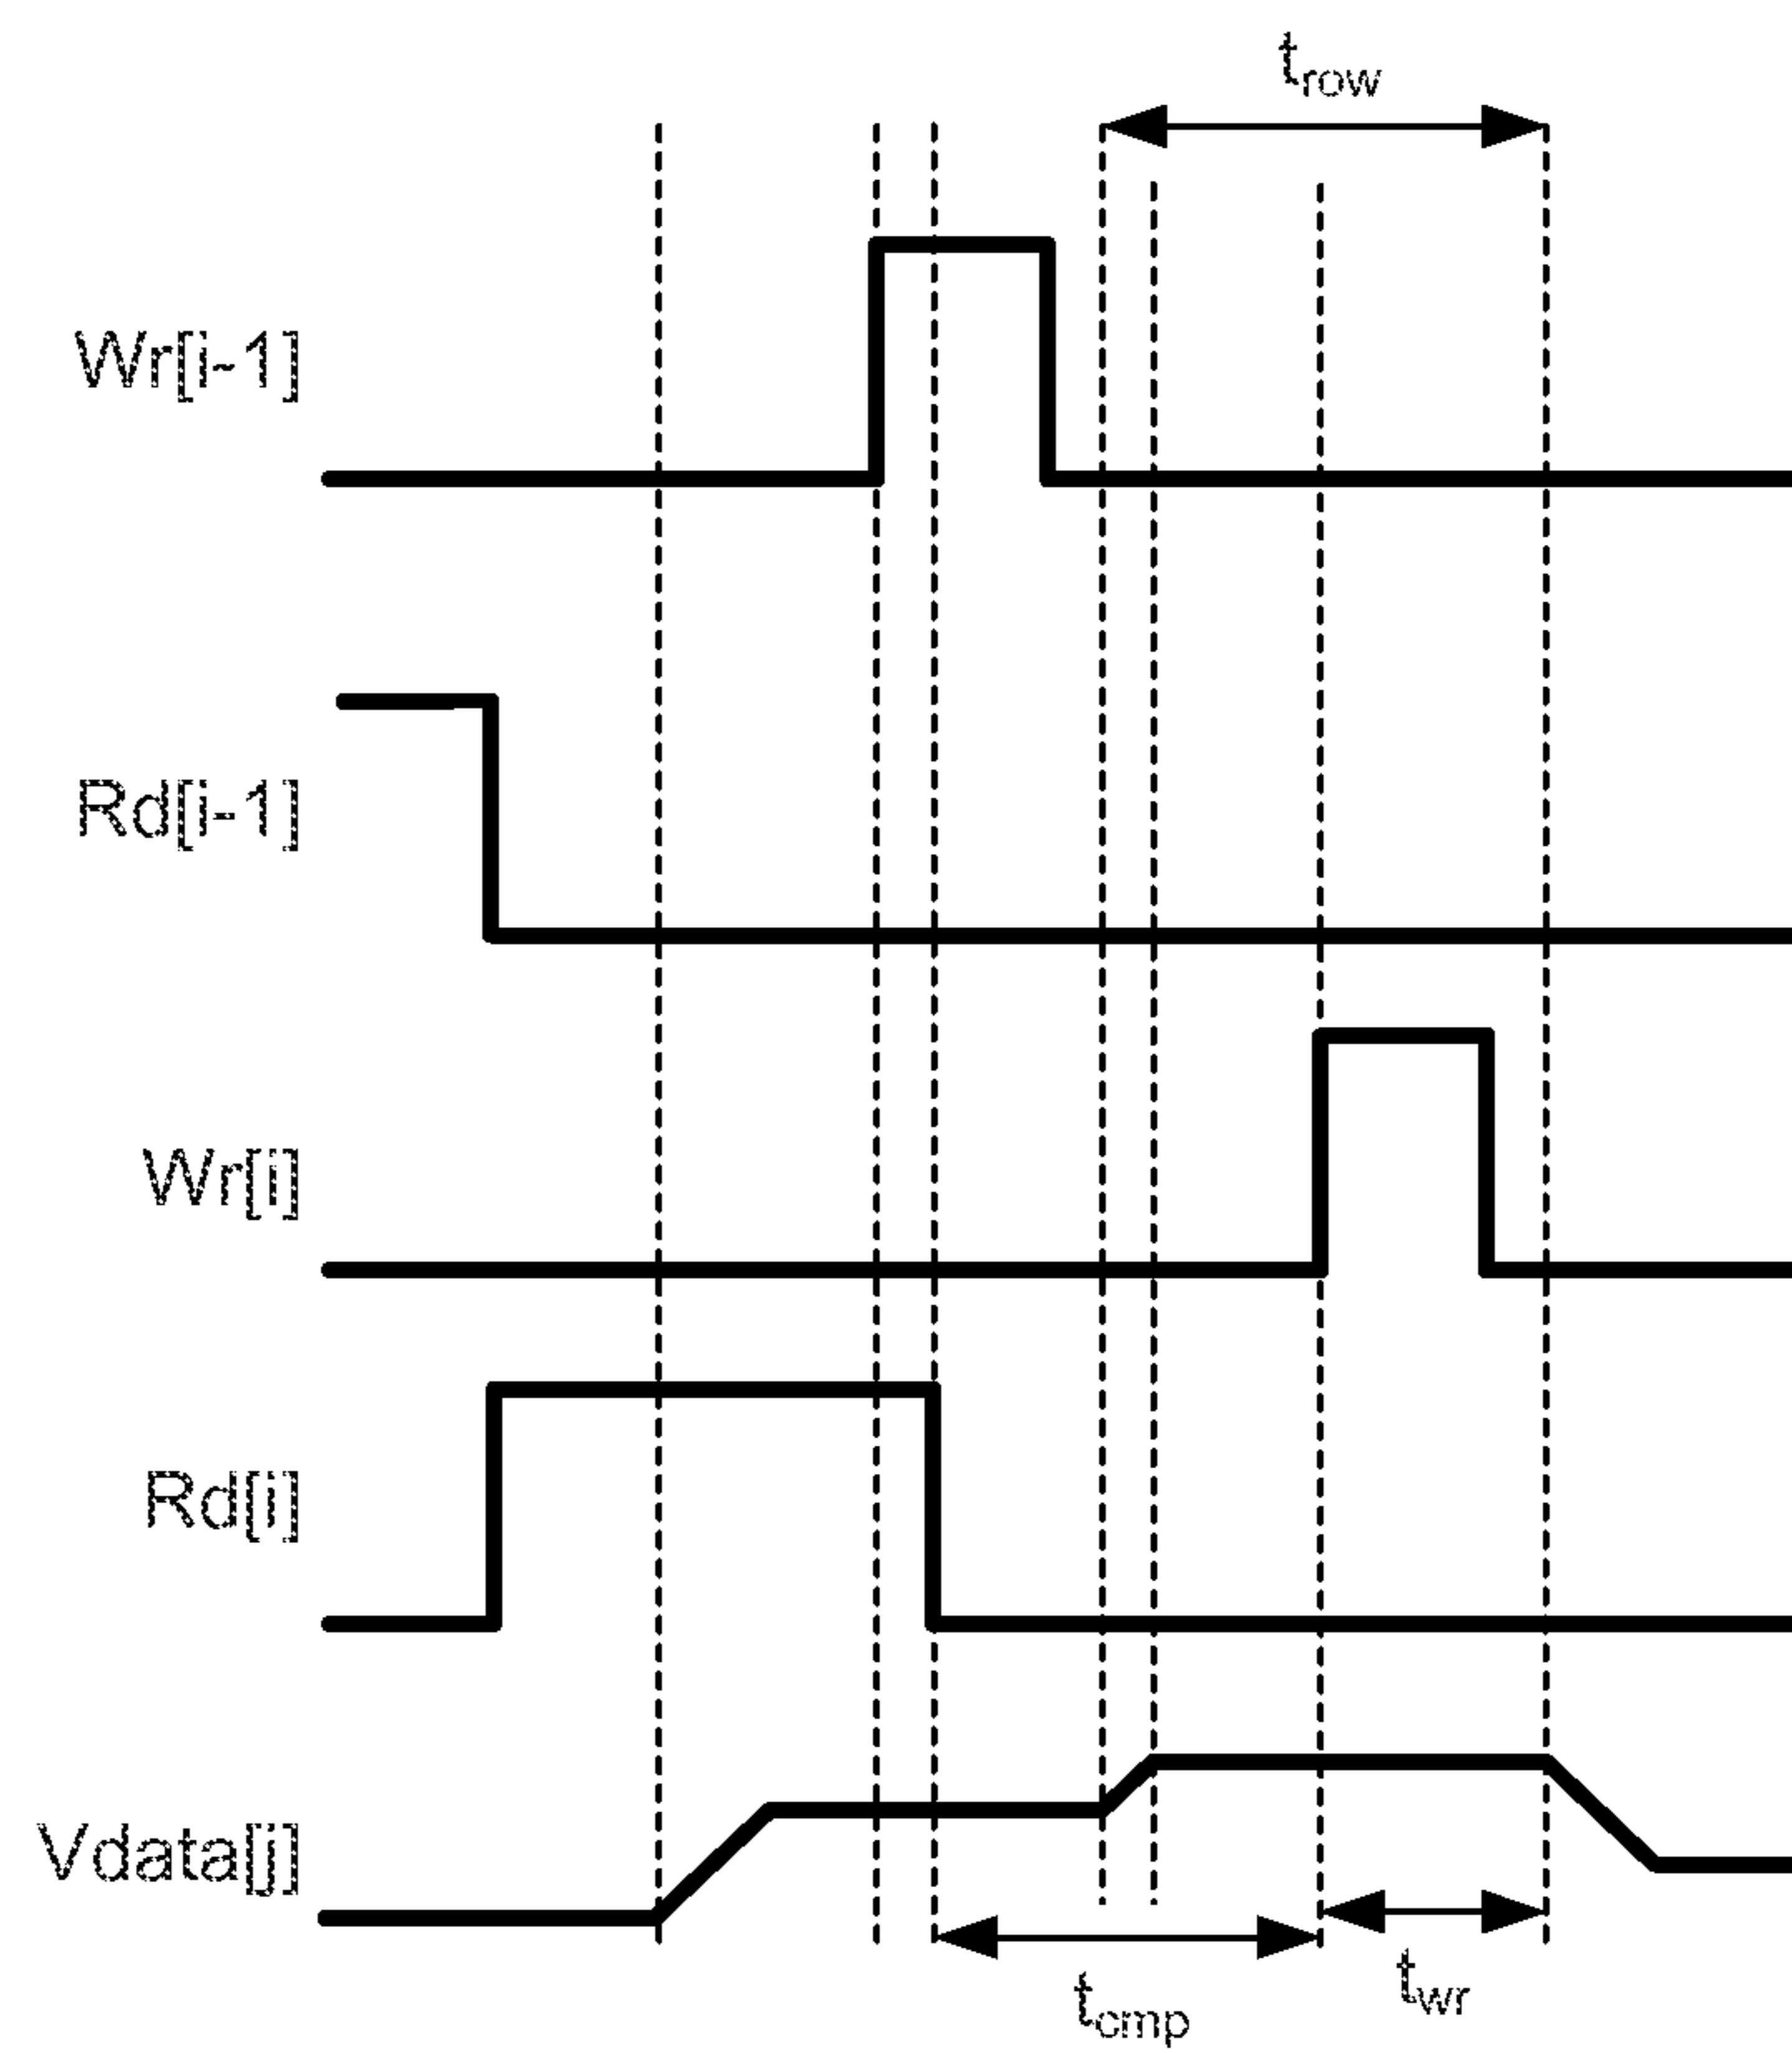 t_row
Wr[i-1]
Rd[i-1]
Wr[i]
Rd[i]
Vdata[j]
t_cmp
t_wr